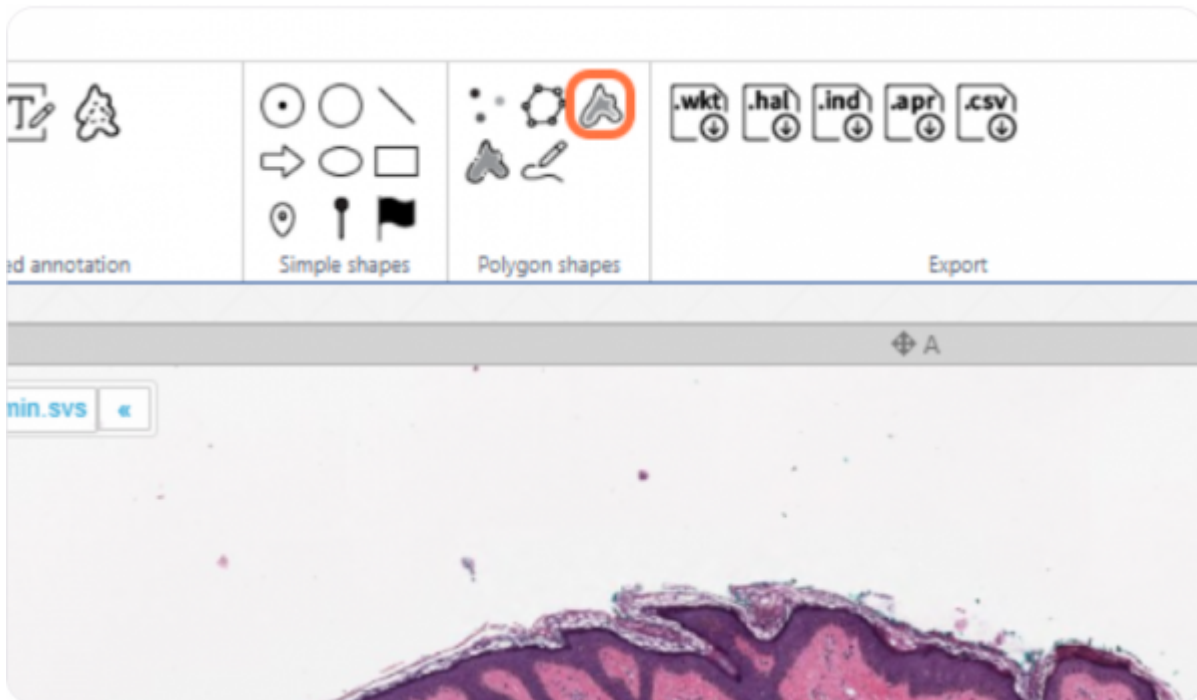 T
.wkt .hal .ind .apr .csv
ed annotation Simple shapes Polygon shapes Export
A
min.svs «